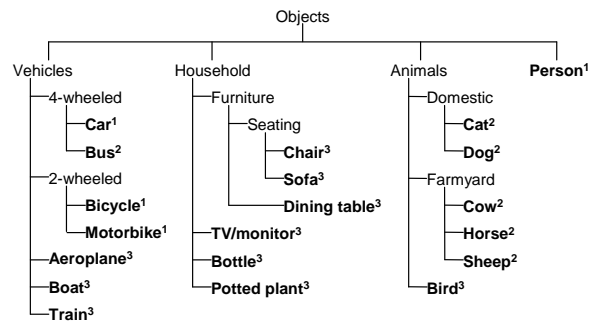 Objects
Vehicles Household Animals Person¹
4-wheeled Furniture Domestic
Car¹ Seating Cat²
Bus² Chair³ Dog²
2-wheeled Sofa³ Farmyard
Bicycle¹ Dining table³ Cow²
Motorbike¹ TV/monitor³ Horse²
Aeroplane³ Bottle³ Sheep²
Boat³ Potted plant³ Bird³
Train³